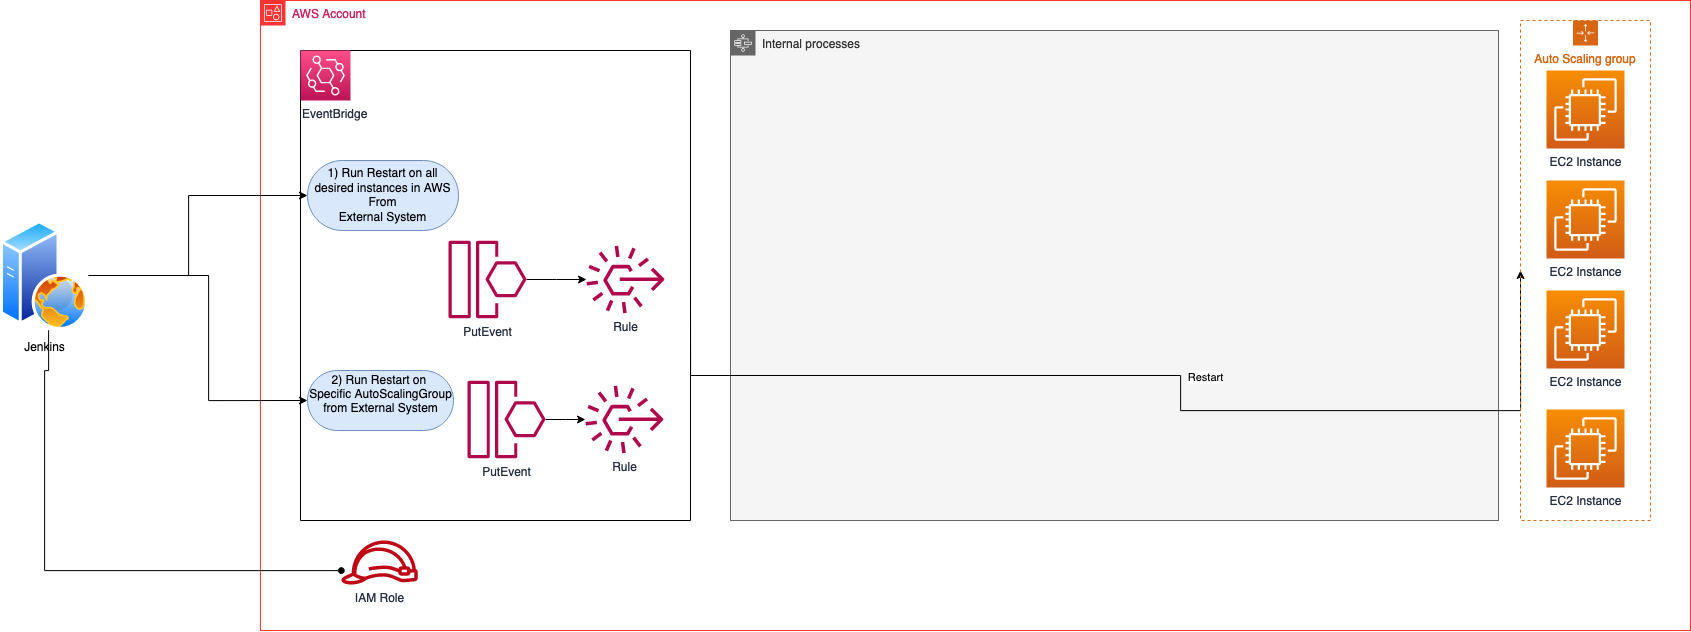 AWS Account
Internal processes
Auto Scaling group
EventBridge
EC2 Instance
1) Run Restart on all
desired instances in AWS
From
External System
EC2 Instance
PutEvent
Rule
Jenkins
2) Run Restart on
Specific AutoScalingGroup
from External System
Restart
EC2 Instance
PutEvent
Rule
EC2 Instance
IAM Role